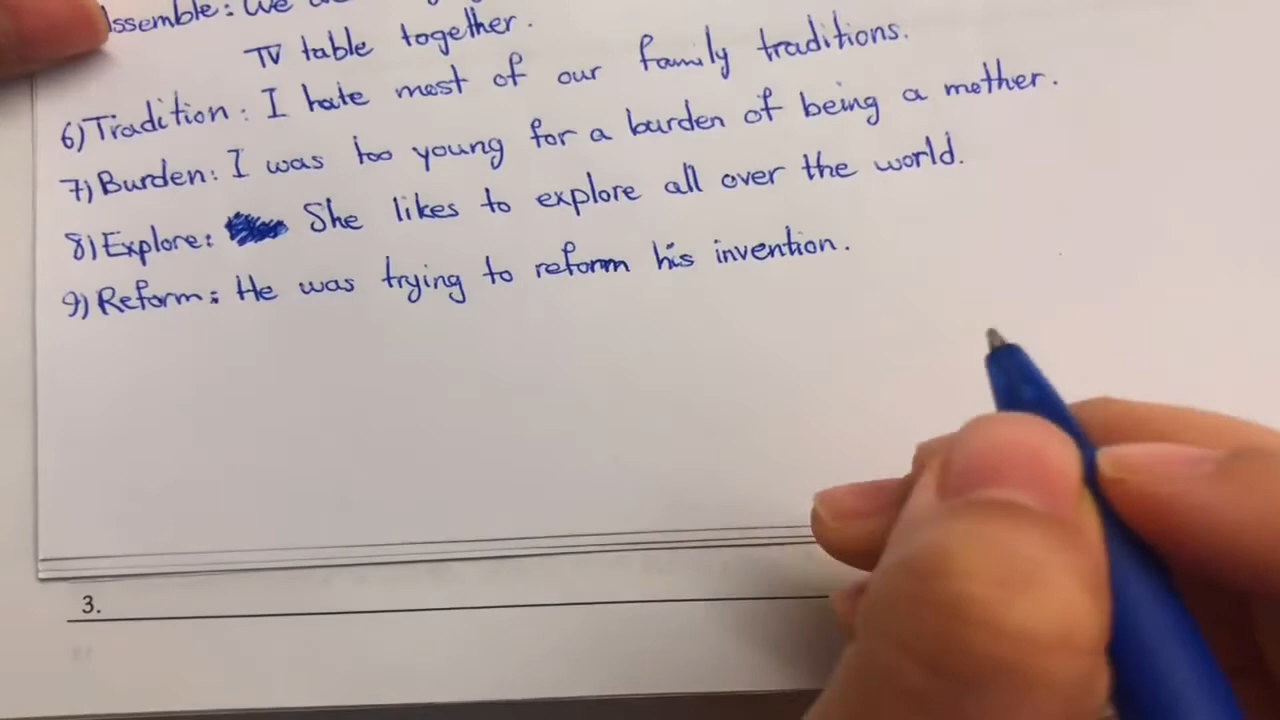 ssemble: We
TV table together.
6) Tradition: I hate most of our family traditions.
7) Burden: I was too young for a burden of being a mother.
8) Explore: She likes to explore all over the world.
9) Reform: He was trying to reform his invention.
3.